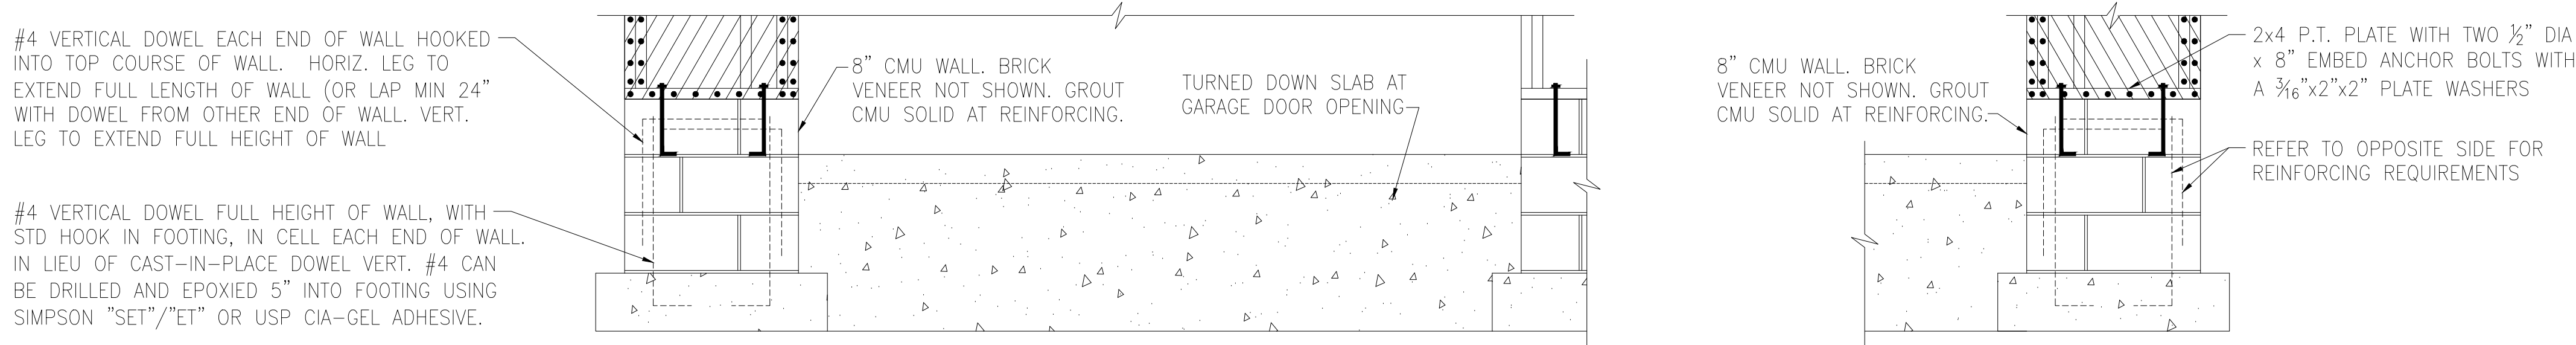 #4 VERTICAL DOWEL EACH END OF WALL HOOKED
INTO TOP COURSE OF WALL. HORIZ. LEG TO
EXTEND FULL LENGTH OF WALL (OR LAP MIN 24"
WITH DOWEL FROM OTHER END OF WALL. VERT.
LEG TO EXTEND FULL HEIGHT OF WALL
#4 VERTICAL DOWEL FULL HEIGHT OF WALL, WITH
STD HOOK IN FOOTING, IN CELL EACH END OF WALL.
IN LIEU OF CAST-IN-PLACE DOWEL VERT. #4 CAN
BE DRILLED AND EPOXIED 5" INTO FOOTING USING
SIMPSON "SET"/"ET" OR USP CIA-GEL ADHESIVE.
8" CMU WALL. BRICK
VENEER NOT SHOWN. GROUT
CMU SOLID AT REINFORCING.
TURNED DOWN SLAB AT
GARAGE DOOR OPENING
8" CMU WALL. BRICK
VENEER NOT SHOWN. GROUT
CMU SOLID AT REINFORCING.
2x4 P.T. PLATE WITH TWO ½" DIA
x 8" EMBED ANCHOR BOLTS WITH
A 3⁄16"x2"x2" PLATE WASHERS
REFER TO OPPOSITE SIDE FOR
REINFORCING REQUIREMENTS